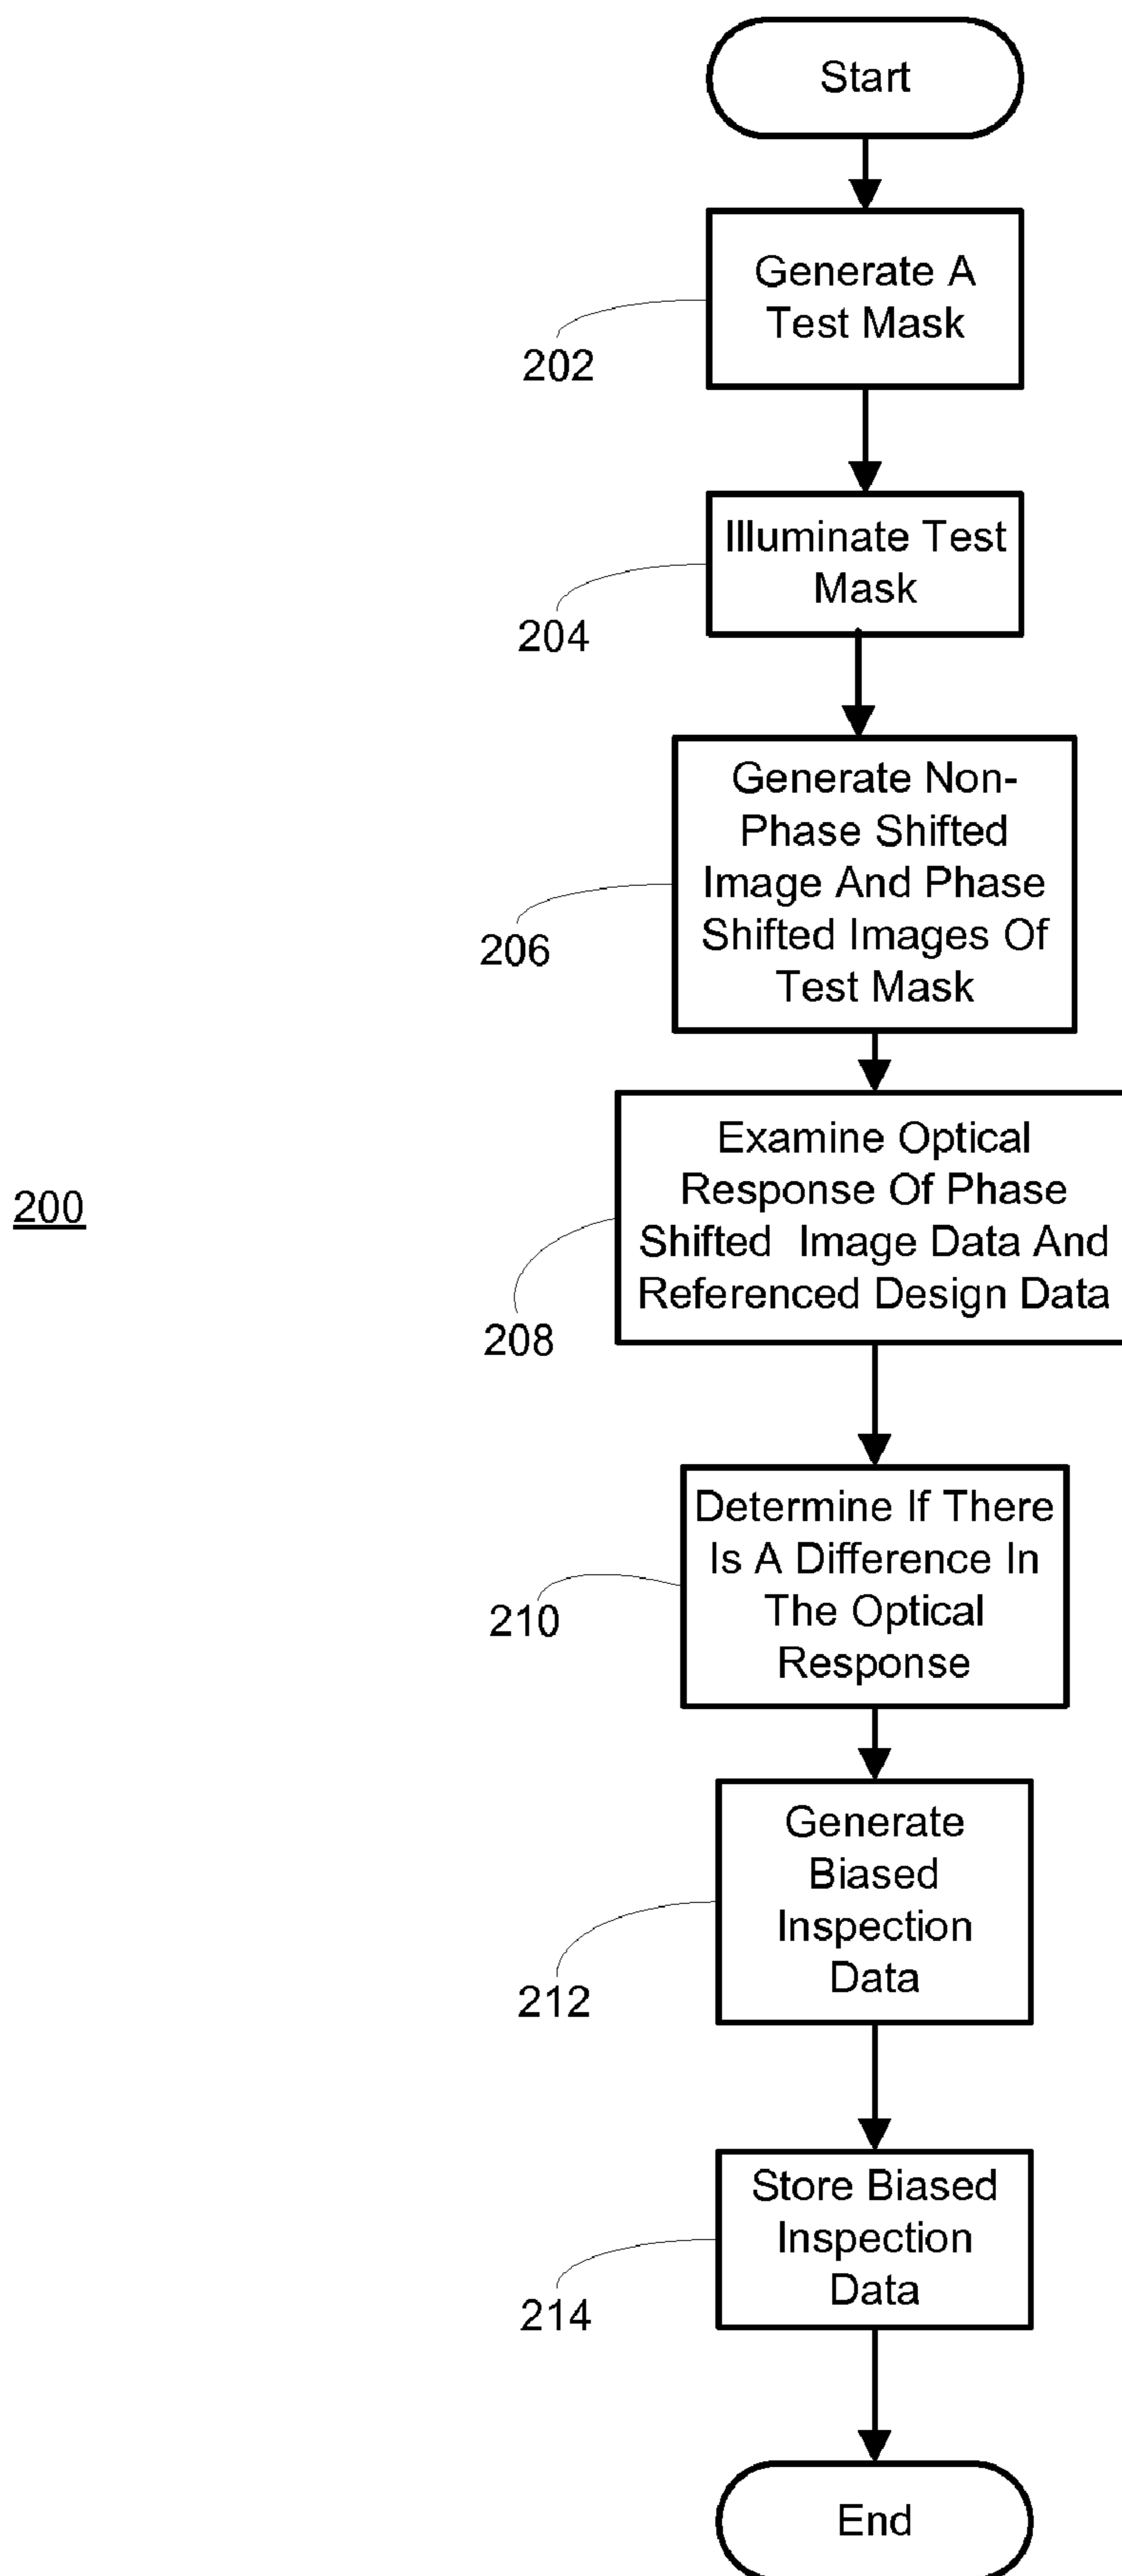 Start
Generate A
Test Mask
202
Illuminate Test
Mask
204
Generate Non-
Phase Shifted
Image And Phase
Shifted Images Of
Test Mask
206
Examine Optical
Response Of Phase
Shifted Image Data And
Referenced Design Data
200
208
Determine If There
Is A Difference In
The Optical
Response
210
Generate
Biased
Inspection
Data
212
Store Biased
Inspection
Data
214
End